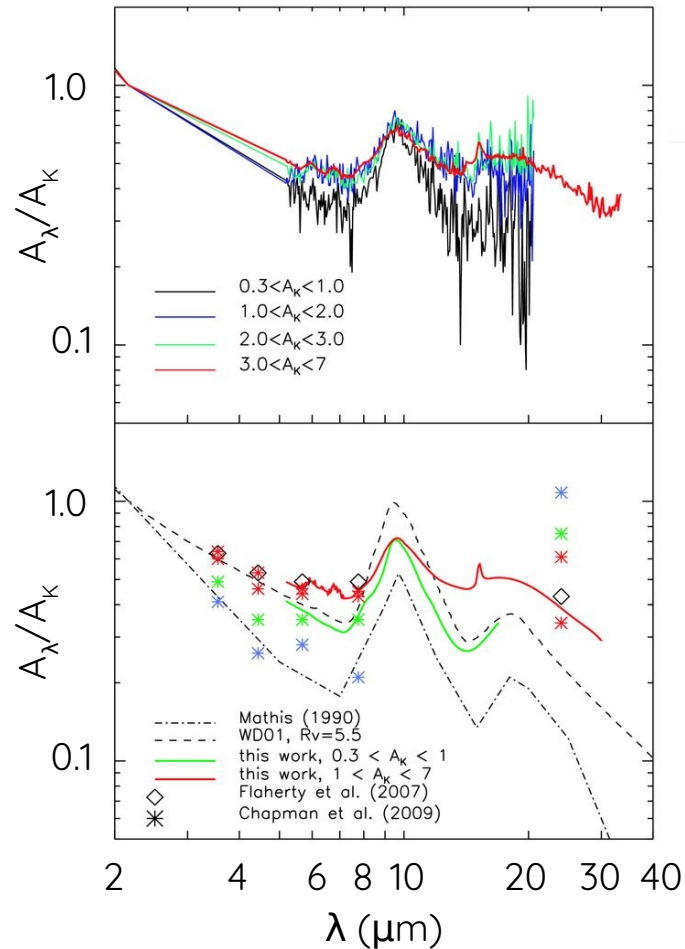 1.0
0.1
A_λ/A_K
0.3<A_K<1.0
1.0<A_K<2.0
2.0<A_K<3.0
3.0<A_K<7
1.0
0.1
A_λ/A_K
Mathis (1990)
WD01, Rv=5.5
this work, 0.3 < A_K < 1
this work, 1 < A_K < 7
Flaherty et al. (2007)
Chapman et al. (2009)
2 4 6 8 10 20 30 40
λ (μm)